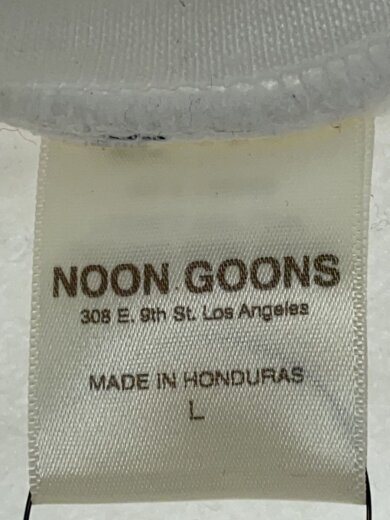 NOON GOONS
308 E. 9th St. Los Angeles
MADE IN HONDURAS
L